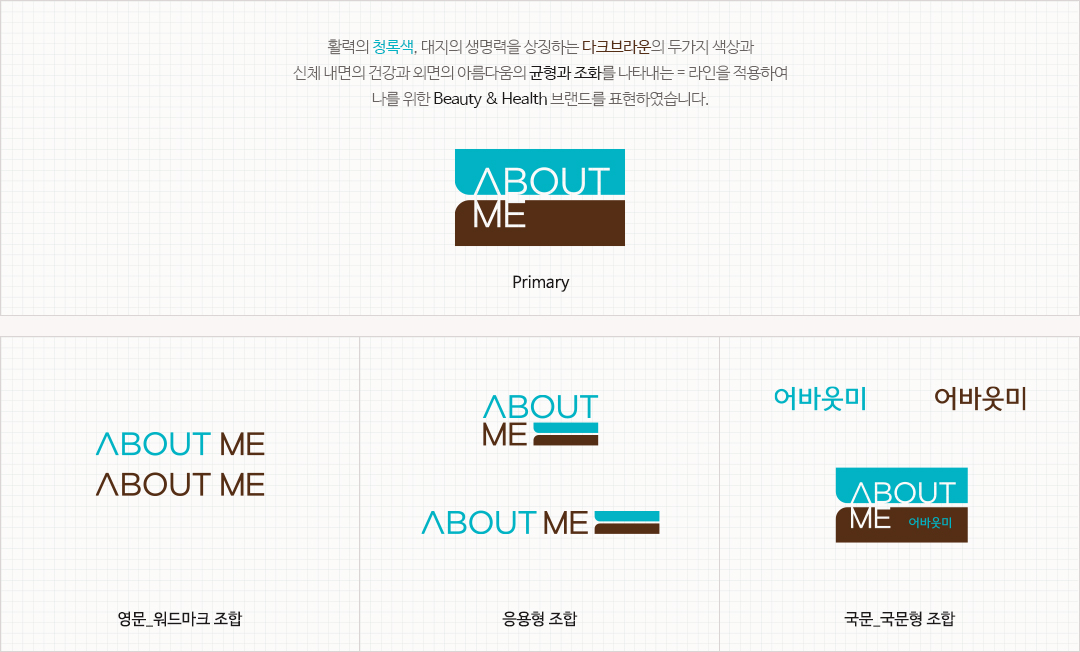 활력의 청록색, 대지의 생명력을 상징하는 다크브라운의 두가지 색상과
신체 내면의 건강과 외면의 아름다움의 균형과 조화를 나타내는 = 라인을 적용하여
나를 위한 Beauty & Health 브랜드를 표현하였습니다.
ABOUT
ME
Primary
ABOUT ME
ABOUT ME
영문_워드마크 조합
ABOUT
ME
ABOUT ME
응용형 조합
어바웃미 어바웃미
ABOUT
ME 어바웃미
국문_국문형 조합